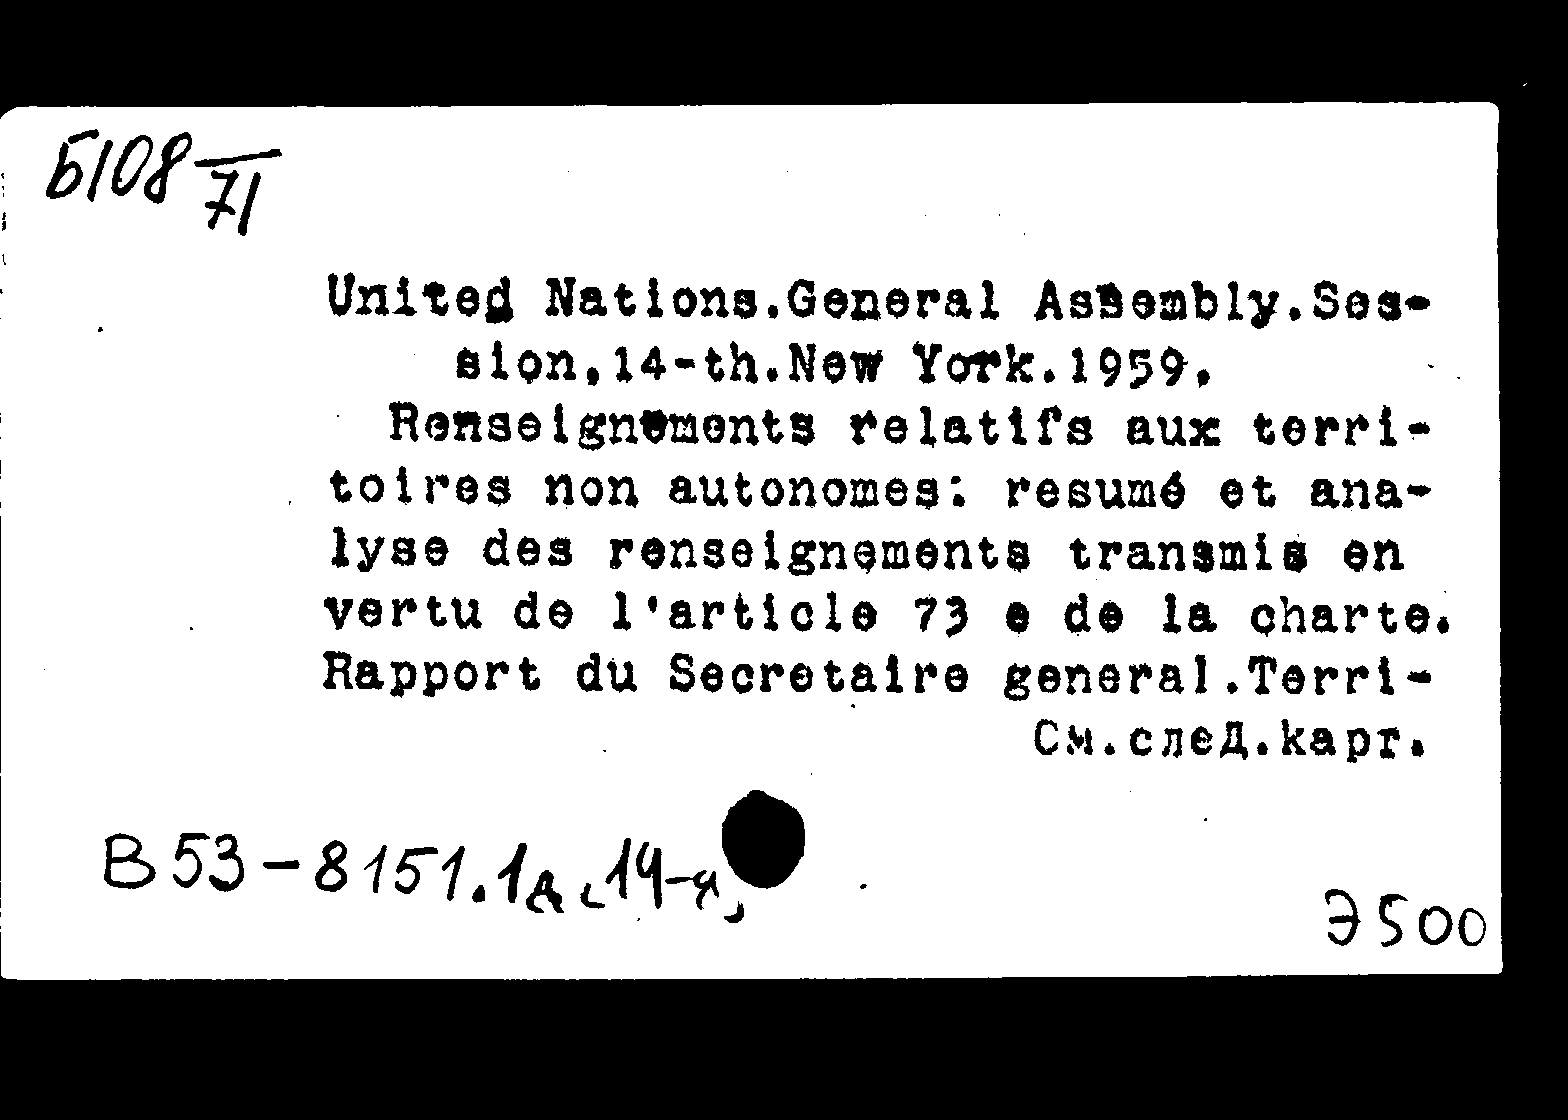 Б108/71
United Nations.General Assembly.Ses-
sion,14-th.New York.1959.
Renseignements relatifs aux terri-
toires non autonomes: resumé et ana-
lyse des renseignements transmis en
vertu de l'article 73 e de la charte.
Rapport du Secretaire general.Terri-
См.след.карт.
В53-8151.1д
14-я
Э500